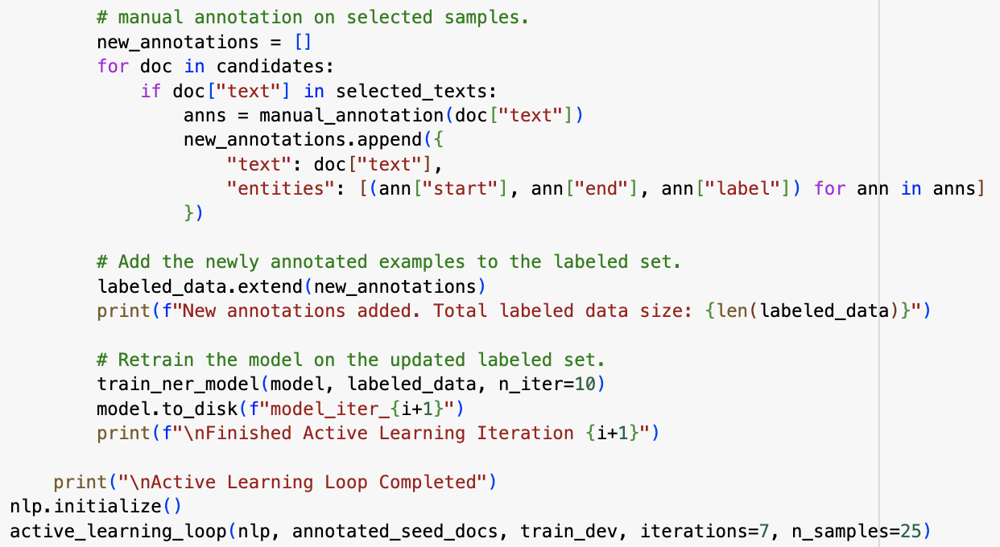 # manual annotation on selected samples.
new_annotations = []
for doc in candidates:
if doc["text"] in selected_texts:
anns = manual_annotation(doc["text"])
new_annotations.append({
"text": doc["text"],
"entities": [(ann["start"], ann["end"], ann["label"]) for ann in anns]
})
# Add the newly annotated examples to the labeled set.
labeled_data.extend(new_annotations)
print(f"New annotations added. Total labeled data size: {len(labeled_data)}")
# Retrain the model on the updated labeled set.
train_ner_model(model, labeled_data, n_iter=10)
model.to_disk(f"model_iter_{i+1}")
print(f"\nFinished Active Learning Iteration {i+1}")
print("\nActive Learning Loop Completed")
nlp.initialize()
active_learning_loop(nlp, annotated_seed_docs, train_dev, iterations=7, n_samples=25)